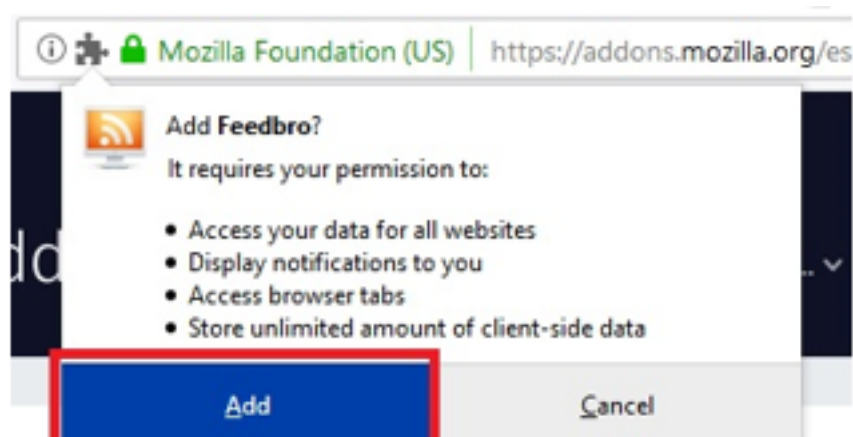 Mozilla Foundation (US) https://addons.mozilla.org/es
Add Feedbro?
It requires your permission to:
• Access your data for all websites
• Display notifications to you
• Access browser tabs
• Store unlimited amount of client-side data
Add Cancel